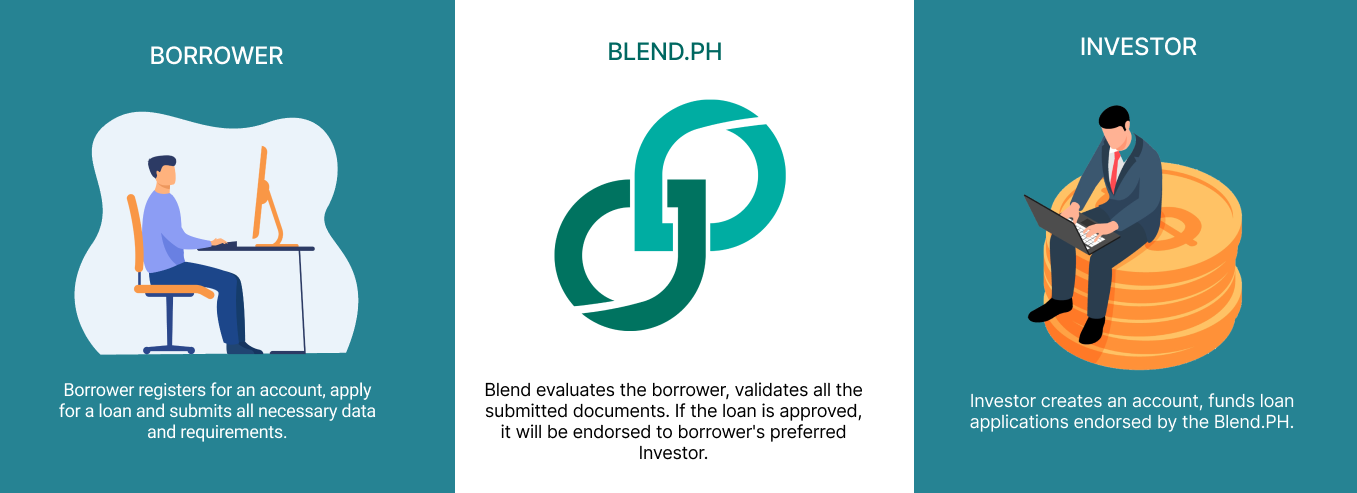 BORROWER
Borrower registers for an account, apply
for a loan and submits all necessary data
and requirements.
BLEND.PH
Blend evaluates the borrower, validates all the
submitted documents. If the loan is approved,
it will be endorsed to borrower's preferred
Investor.
INVESTOR
Investor creates an account, funds loan
applications endorsed by the Blend.PH.